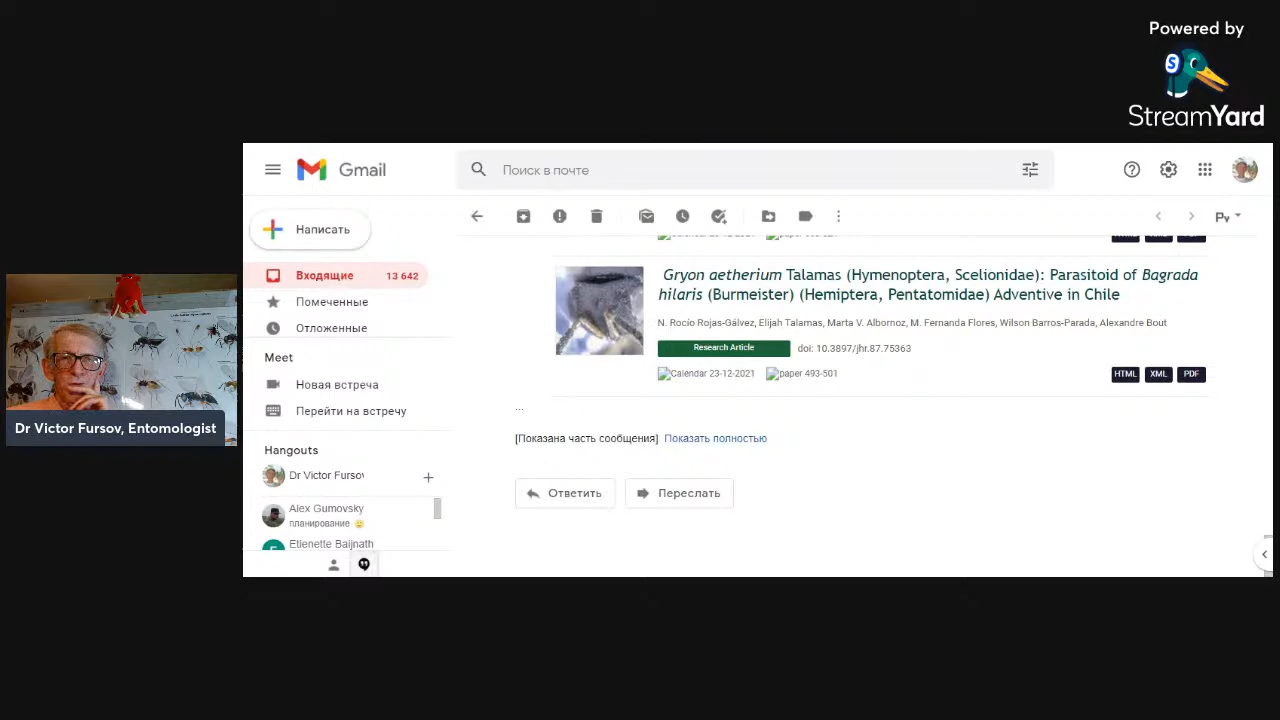 Powered by
StreamYard
Gmail
Поиск в почте
Написать
Входящие 13 642
Помеченные
Отложенные
Meet
Новая встреча
Перейти на встречу
Hangouts
Dr Victor Fursov
Alex Gumovsky
планирование
Etienette Baijnath
Ру
Gryon aetherium Talamas (Hymenoptera, Scelionidae): Parasitoid of Bagrada
hilaris (Burmeister) (Hemiptera, Pentatomidae) Adventive in Chile
N. Rocío Rojas-Gálvez, Elijah Talamas, Marta V. Albornoz, M. Fernanda Flores, Wilson Barros-Parada, Alexandre Bout
Research Article doi: 10.3897/jhr.87.75363
Calendar 23-12-2021 paper 493-501 HTML XML PDF
...
[Показана часть сообщения] Показать полностью
Ответить Переслать
Dr Victor Fursov, Entomologist